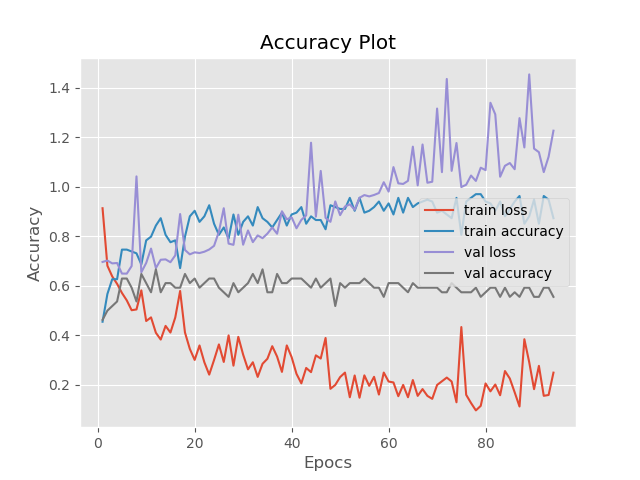 Accuracy Plot
1.4
1.2
1.0
0.8
0.6
0.4
0.2
Accuracy
train loss
train accuracy
val loss
val accuracy
0
20
40
60
80
Epocs